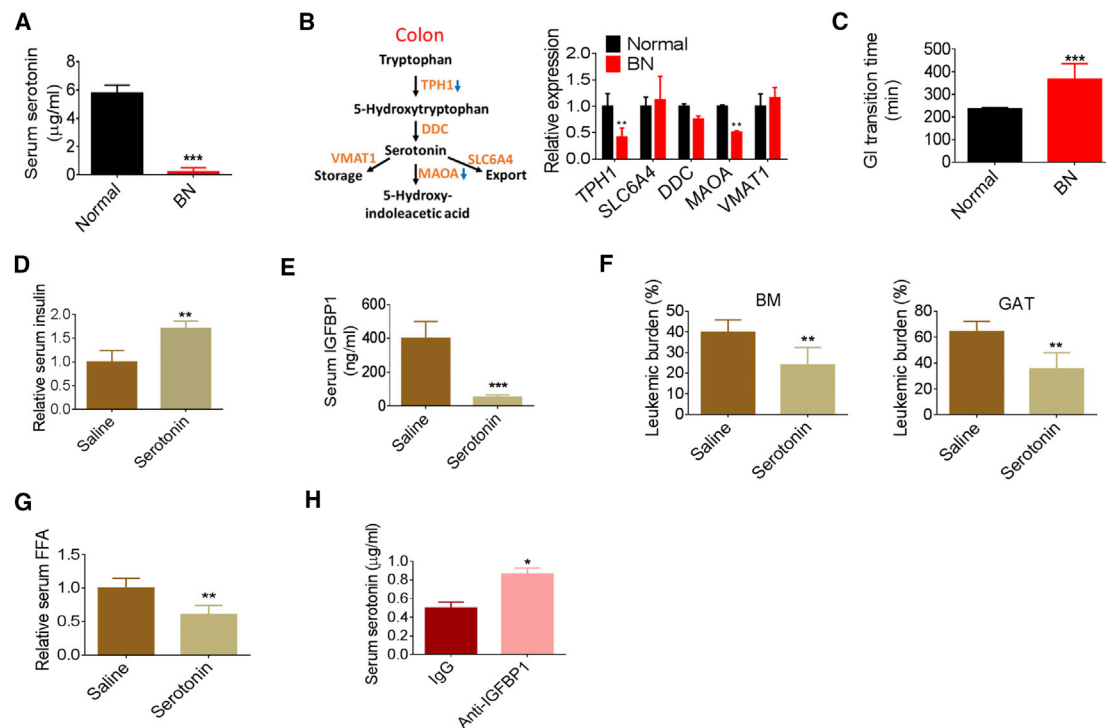 A
Serum serotonin
(μg/ml)
8
6
4
2
0
***
Normal
BN
B
Colon
Tryptophan
TPH1
5-Hydroxytryptophan
DDC
Serotonin
VMAT1
SLC6A4
Storage
MAOA
Export
5-Hydroxy-
indoleacetic acid
Relative expression
2.0
1.5
1.0
0.5
0.0
Normal
BN
**
**
TPH1
SLC6A4
DDC
MAOA
VMAT1
C
GI transition time
(min)
500
400
300
200
100
0
***
Normal
BN
D
Relative serum insulin
2.0
1.5
1.0
0.5
0.0
**
Saline
Serotonin
E
Serum IGFBP1
(ng/ml)
600
400
200
0
***
Saline
Serotonin
F
Leukemic burden (%)
BM
50
40
30
20
10
0
**
Saline
Serotonin
Leukemic burden (%)
GAT
80
60
40
20
0
**
Saline
Serotonin
G
Relative serum FFA
1.5
1.0
0.5
0.0
**
Saline
Serotonin
H
Serum serotonin (μg/ml)
1.0
0.8
0.6
0.4
0.2
0.0
*
IgG
Anti-IGFBP1